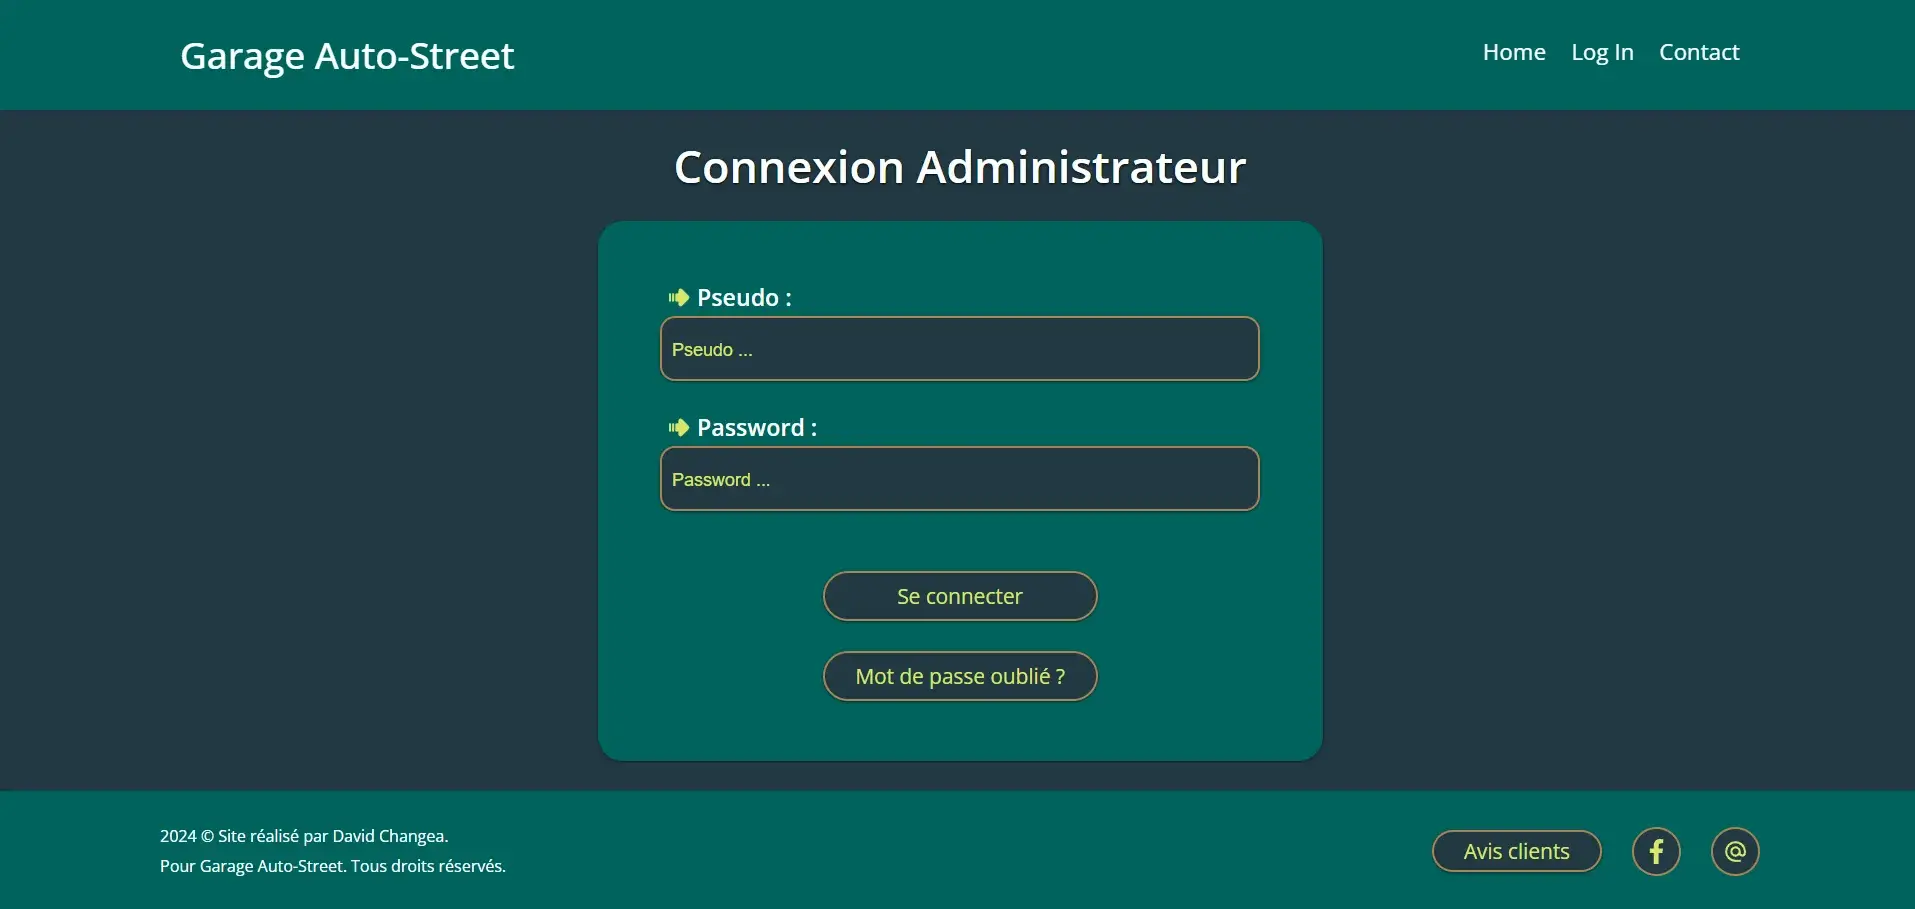 Garage Auto-Street
Home Log In Contact
Connexion Administrateur
Pseudo :
Pseudo ...
Password :
Password ...
Se connecter
Mot de passe oublié ?
2024 © Site réalisé par David Changea.
Pour Garage Auto-Street. Tous droits réservés.
Avis clients